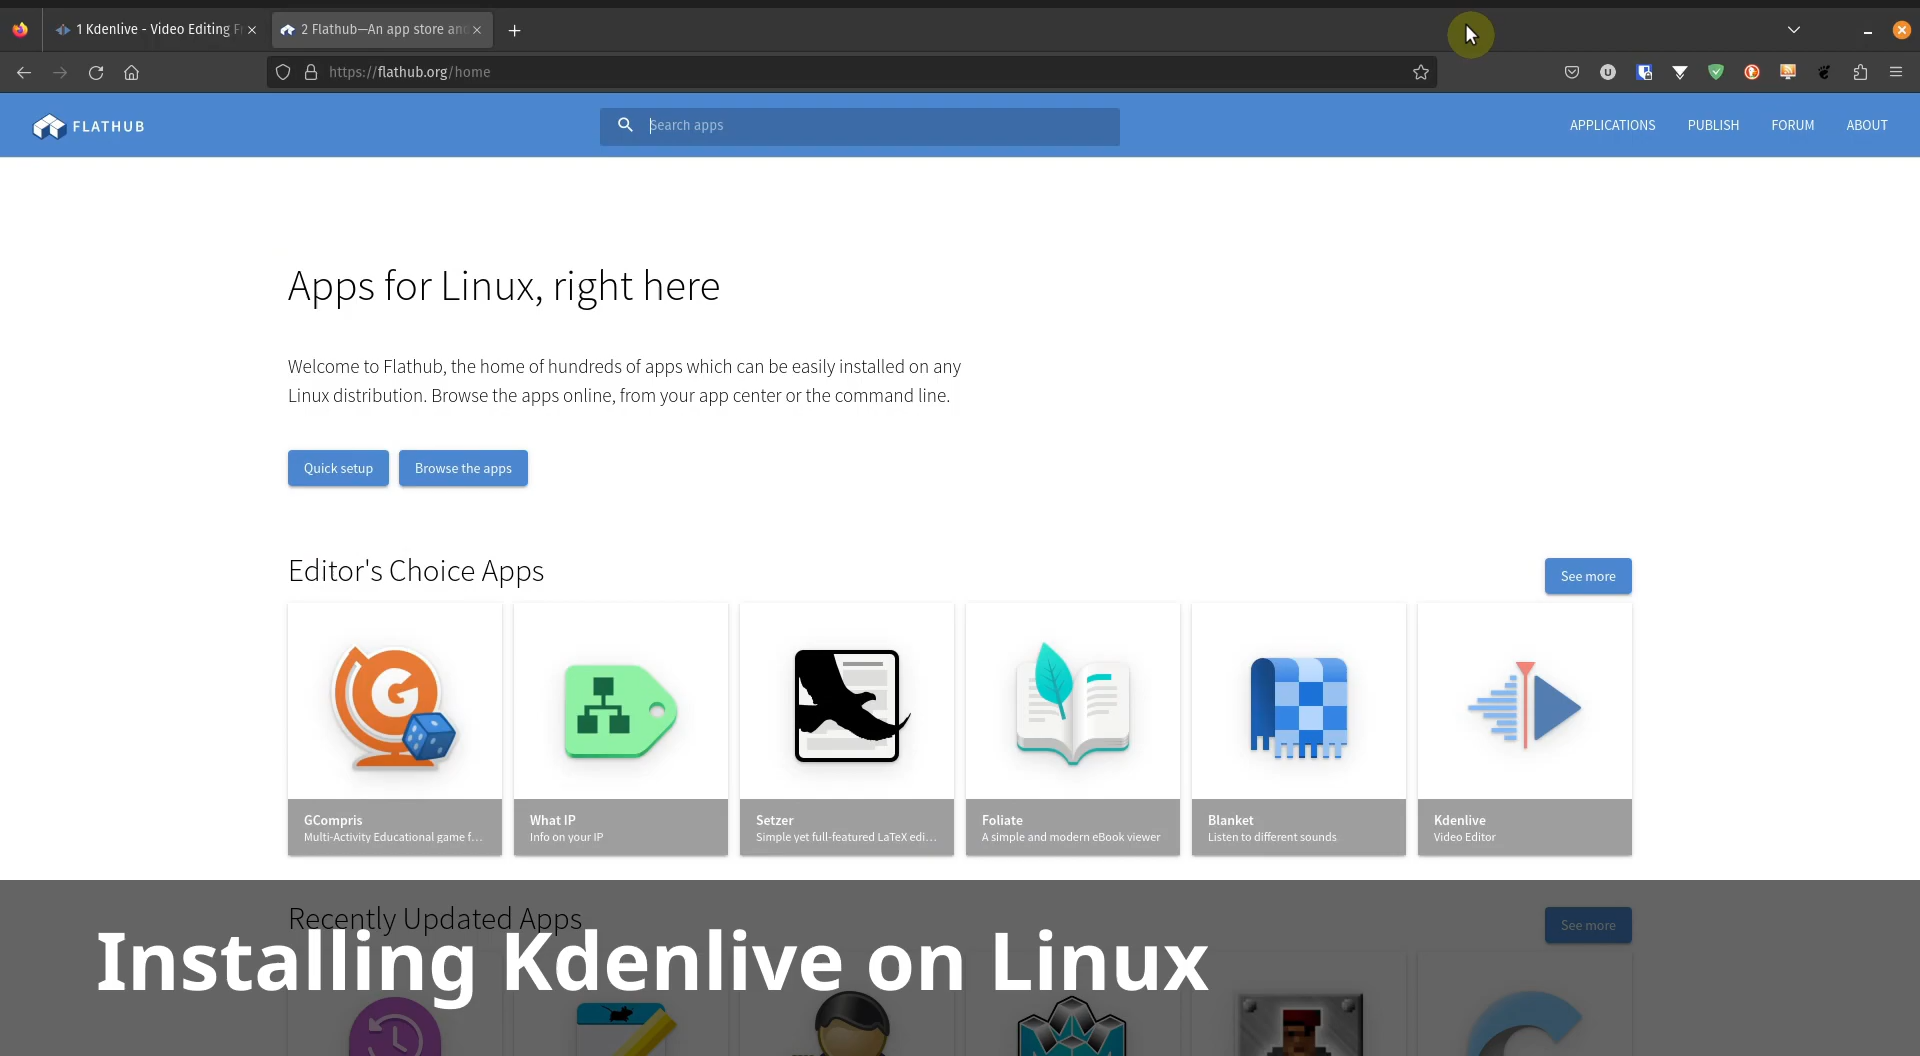 1 Kdenlive - Video Editing F
2 Flathub—An app store and
https://flathub.org/home
FLATHUB
Search apps
APPLICATIONS
PUBLISH
FORUM
ABOUT
Apps for Linux, right here
Welcome to Flathub, the home of hundreds of apps which can be easily installed on any
Linux distribution. Browse the apps online, from your app center or the command line.
Quick setup
Browse the apps
Editor's Choice Apps
See more
GCompris
Multi-Activity Educational game f…
What IP
Info on your IP
Setzer
Simple yet full-featured LaTeX edi…
Foliate
A simple and modern eBook viewer
Blanket
Listen to different sounds
Kdenlive
Video Editor
Recently Updated Apps
See more
Installing Kdenlive on Linux